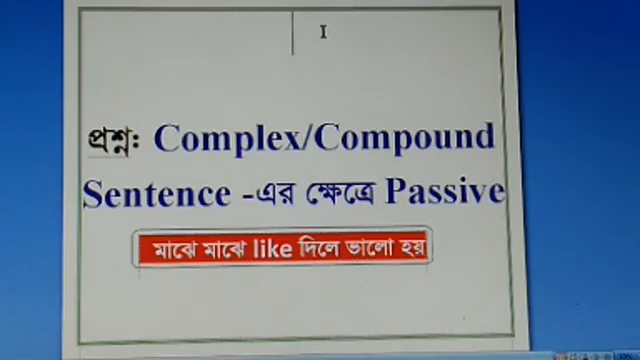 প্রশ্নঃ Complex/Compound
Sentence -এর ক্ষেত্রে Passive
মাঝে মাঝে like দিলে ভালো হয়